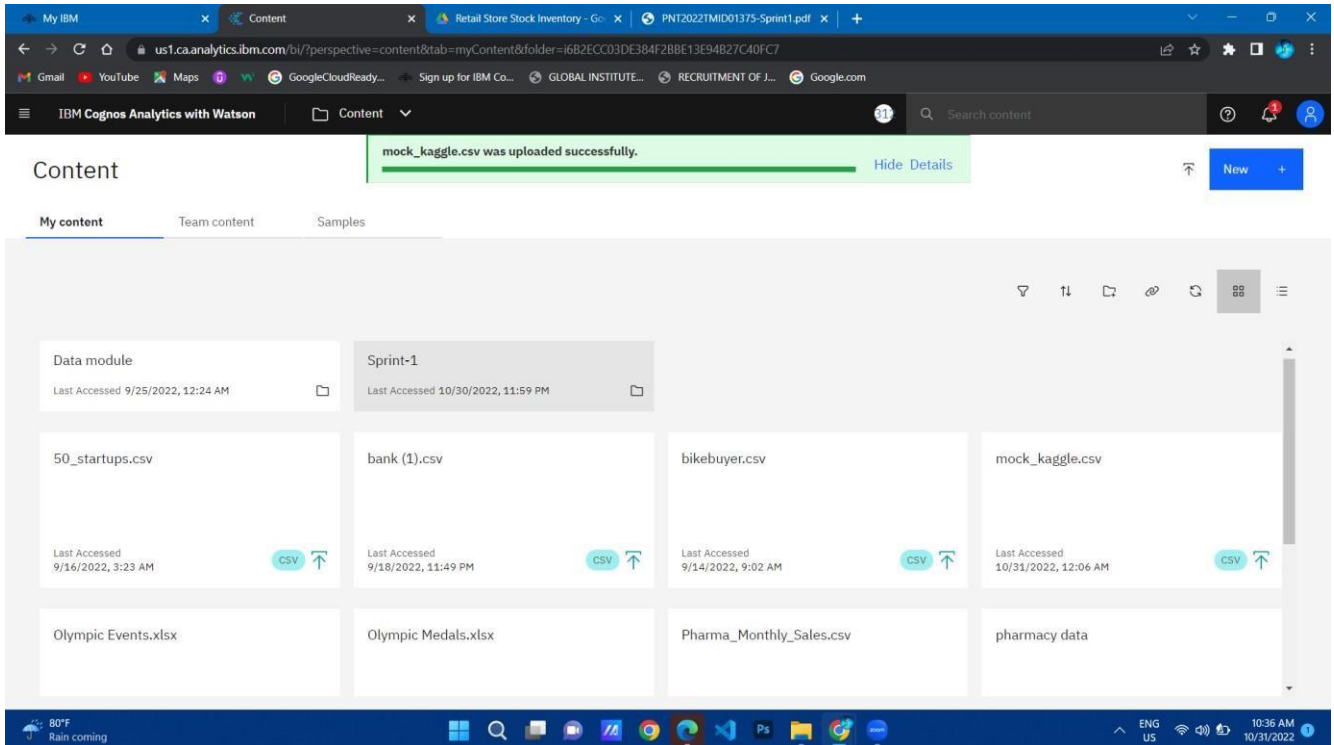 My IBM
Content
Retail Store Stock Inventory - Go
PNT2022TMID01375-Sprint1.pdf
us1.ca.analytics.ibm.com/bi/?perspective=content&tab=myContent&folder=i6B2ECC03DE384F2BBE13E94B27C40FC7
Gmail YouTube Maps GoogleCloudReady... Sign up for IBM Co... GLOBAL INSTITUTE... RECRUITMENT OF J... Google.com
IBM Cognos Analytics with Watson Content Search content 1
mock_kaggle.csv was uploaded successfully.
Hide Details
Content
New +
My content Team content Samples
Data module Sprint-1
Last Accessed 9/25/2022, 12:24 AM Last Accessed 10/30/2022, 11:59 PM
50_startups.csv bank (1).csv bikebuyer.csv mock_kaggle.csv
Last Accessed Last Accessed Last Accessed Last Accessed
9/16/2022, 3:23 AM CSV 9/18/2022, 11:49 PM CSV 9/14/2022, 9:02 AM CSV 10/31/2022, 12:06 AM CSV
Olympic Events.xlsx Olympic Medals.xlsx Pharma_Monthly_Sales.csv pharmacy data
80°F ENG 10:36 AM
Rain coming Ps zoom US 10/31/2022 1